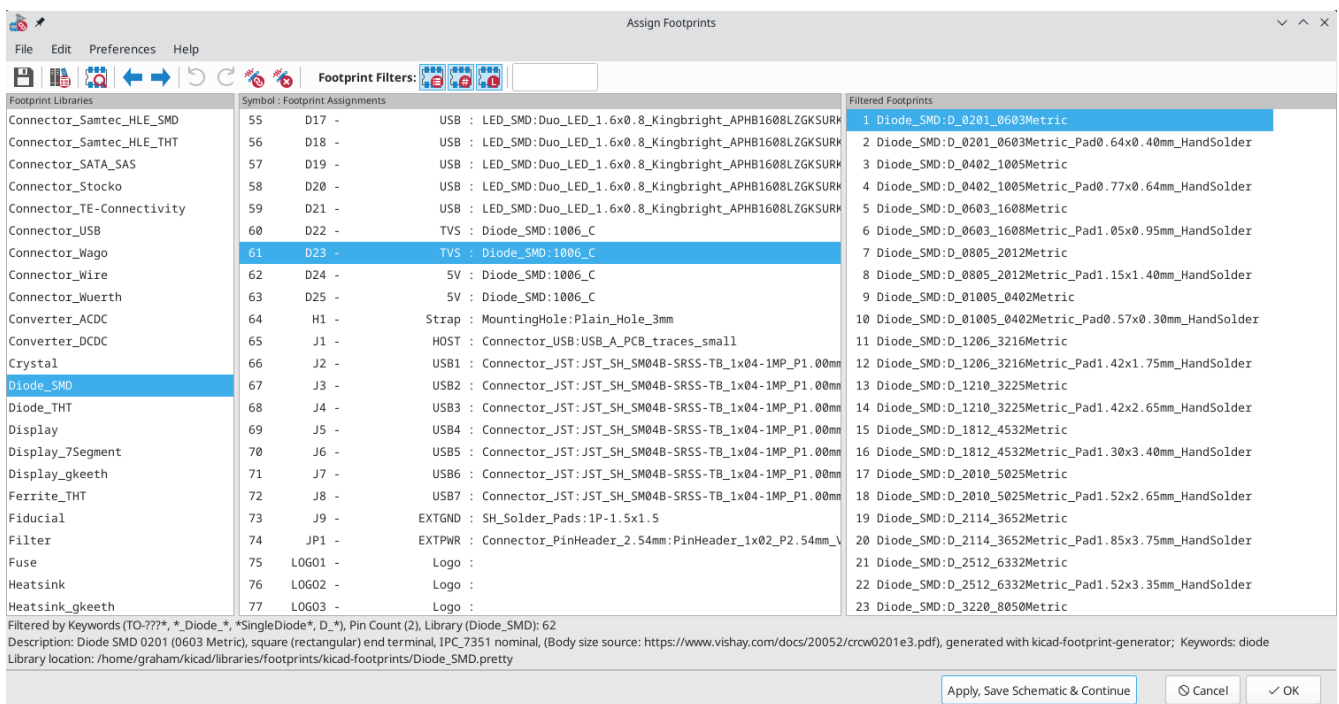 Assign Footprints
File Edit Preferences Help
Footprint Filters:
Footprint Libraries
Connector_Samtec_HLE_SMD
Connector_Samtec_HLE_THT
Connector_SATA_SAS
Connector_Stocko
Connector_TE-Connectivity
Connector_USB
Connector_Wago
Connector_Wire
Connector_Wuerth
Converter_ACDC
Converter_DCDC
Crystal
Diode_SMD
Diode_THT
Display
Display_7Segment
Display_gkeeth
Ferrite_THT
Fiducial
Filter
Fuse
Heatsink
Heatsink_gkeeth
Symbol : Footprint Assignments
55 D17 - USB : LED_SMD:Duo_LED_1.6x0.8_Kingbright_APHB1608LZGKSURK
56 D18 - USB : LED_SMD:Duo_LED_1.6x0.8_Kingbright_APHB1608LZGKSURK
57 D19 - USB : LED_SMD:Duo_LED_1.6x0.8_Kingbright_APHB1608LZGKSURK
58 D20 - USB : LED_SMD:Duo_LED_1.6x0.8_Kingbright_APHB1608LZGKSURK
59 D21 - USB : LED_SMD:Duo_LED_1.6x0.8_Kingbright_APHB1608LZGKSURK
60 D22 - TVS : Diode_SMD:1006_C
61 D23 - TVS : Diode_SMD:1006_C
62 D24 - 5V : Diode_SMD:1006_C
63 D25 - 5V : Diode_SMD:1006_C
64 H1 - Strap : MountingHole:Plain_Hole_3mm
65 J1 - HOST : Connector_USB:USB_A_PCB_traces_small
66 J2 - USB1 : Connector_JST:JST_SH_SM04B-SRSS-TB_1x04-1MP_P1.00mm
67 J3 - USB2 : Connector_JST:JST_SH_SM04B-SRSS-TB_1x04-1MP_P1.00mm
68 J4 - USB3 : Connector_JST:JST_SH_SM04B-SRSS-TB_1x04-1MP_P1.00mm
69 J5 - USB4 : Connector_JST:JST_SH_SM04B-SRSS-TB_1x04-1MP_P1.00mm
70 J6 - USB5 : Connector_JST:JST_SH_SM04B-SRSS-TB_1x04-1MP_P1.00mm
71 J7 - USB6 : Connector_JST:JST_SH_SM04B-SRSS-TB_1x04-1MP_P1.00mm
72 J8 - USB7 : Connector_JST:JST_SH_SM04B-SRSS-TB_1x04-1MP_P1.00mm
73 J9 - EXTGND : SH_Solder_Pads:1P-1.5x1.5
74 JP1 - EXTPWR : Connector_PinHeader_2.54mm:PinHeader_1x02_P2.54mm_V
75 LOGO1 - Logo :
76 LOGO2 - Logo :
77 LOGO3 - Logo :
Filtered Footprints
1 Diode_SMD:D_0201_0603Metric
2 Diode_SMD:D_0201_0603Metric_Pad0.64x0.40mm_HandSolder
3 Diode_SMD:D_0402_1005Metric
4 Diode_SMD:D_0402_1005Metric_Pad0.77x0.64mm_HandSolder
5 Diode_SMD:D_0603_1608Metric
6 Diode_SMD:D_0603_1608Metric_Pad1.05x0.95mm_HandSolder
7 Diode_SMD:D_0805_2012Metric
8 Diode_SMD:D_0805_2012Metric_Pad1.15x1.40mm_HandSolder
9 Diode_SMD:D_01005_0402Metric
10 Diode_SMD:D_01005_0402Metric_Pad0.57x0.30mm_HandSolder
11 Diode_SMD:D_1206_3216Metric
12 Diode_SMD:D_1206_3216Metric_Pad1.42x1.75mm_HandSolder
13 Diode_SMD:D_1210_3225Metric
14 Diode_SMD:D_1210_3225Metric_Pad1.42x2.65mm_HandSolder
15 Diode_SMD:D_1812_4532Metric
16 Diode_SMD:D_1812_4532Metric_Pad1.30x3.40mm_HandSolder
17 Diode_SMD:D_2010_5025Metric
18 Diode_SMD:D_2010_5025Metric_Pad1.52x2.65mm_HandSolder
19 Diode_SMD:D_2114_3652Metric
20 Diode_SMD:D_2114_3652Metric_Pad1.85x3.75mm_HandSolder
21 Diode_SMD:D_2512_6332Metric
22 Diode_SMD:D_2512_6332Metric_Pad1.52x3.35mm_HandSolder
23 Diode_SMD:D_3220_8050Metric
Filtered by Keywords (TO-???*, *_Diode_*, *SingleDiode*, D_*), Pin Count (2), Library (Diode_SMD): 62
Description: Diode SMD 0201 (0603 Metric), square (rectangular) end terminal, IPC_7351 nominal, (Body size source: https://www.vishay.com/docs/20052/crcw0201e3.pdf), generated with kicad-footprint-generator; Keywords: diode
Library location: /home/graham/kicad/libraries/footprints/kicad-footprints/Diode_SMD.pretty
Apply, Save Schematic & Continue Cancel OK